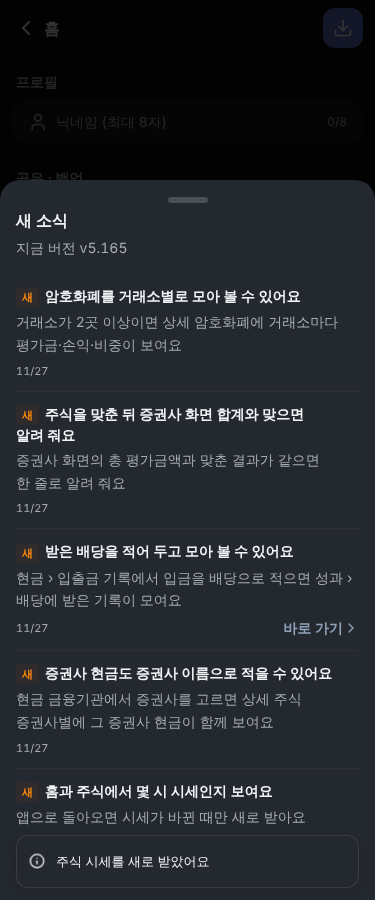 홈
프로필
닉네임 (최대 8자) 0/8
공유 · 백업
새 소식
지금 버전 v5.165
새 암호화폐를 거래소별로 모아 볼 수 있어요
거래소가 2곳 이상이면 상세 암호화폐에 거래소마다
평가금·손익·비중이 보여요
11/27
새 주식을 맞춘 뒤 증권사 화면 합계와 맞으면
알려 줘요
증권사 화면의 총 평가금액과 맞춘 결과가 같으면
한 줄로 알려 줘요
11/27
새 받은 배당을 적어 두고 모아 볼 수 있어요
현금 › 입출금 기록에서 입금을 배당으로 적으면 성과 ›
배당에 받은 기록이 모여요
11/27 바로 가기
새 증권사 현금도 증권사 이름으로 적을 수 있어요
현금 금융기관에서 증권사를 고르면 상세 주식
증권사별에 그 증권사 현금이 함께 보여요
11/27
새 홈과 주식에서 몇 시 시세인지 보여요
앱으로 돌아오면 시세가 바뀐 때만 새로 받아요
주식 시세를 새로 받았어요